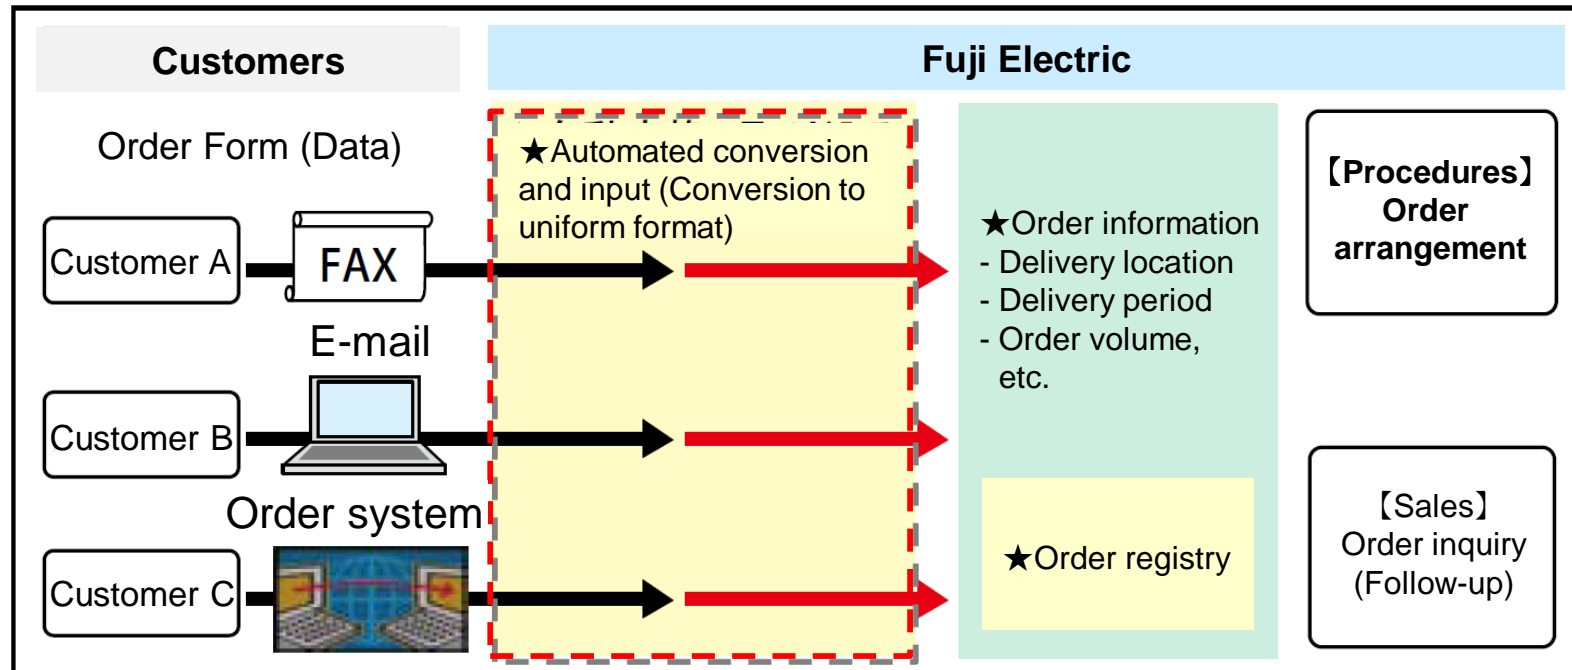 Customers
Fuji Electric
Order Form (Data)
Customer A
FAX
E-mail
Customer B
Order system
Customer C
★Automated conversion
and input (Conversion to
uniform format)
★Order information
- Delivery location
- Delivery period
- Order volume,
etc.
★Order registry
【Procedures】
Order
arrangement
【Sales】
Order inquiry
(Follow-up)